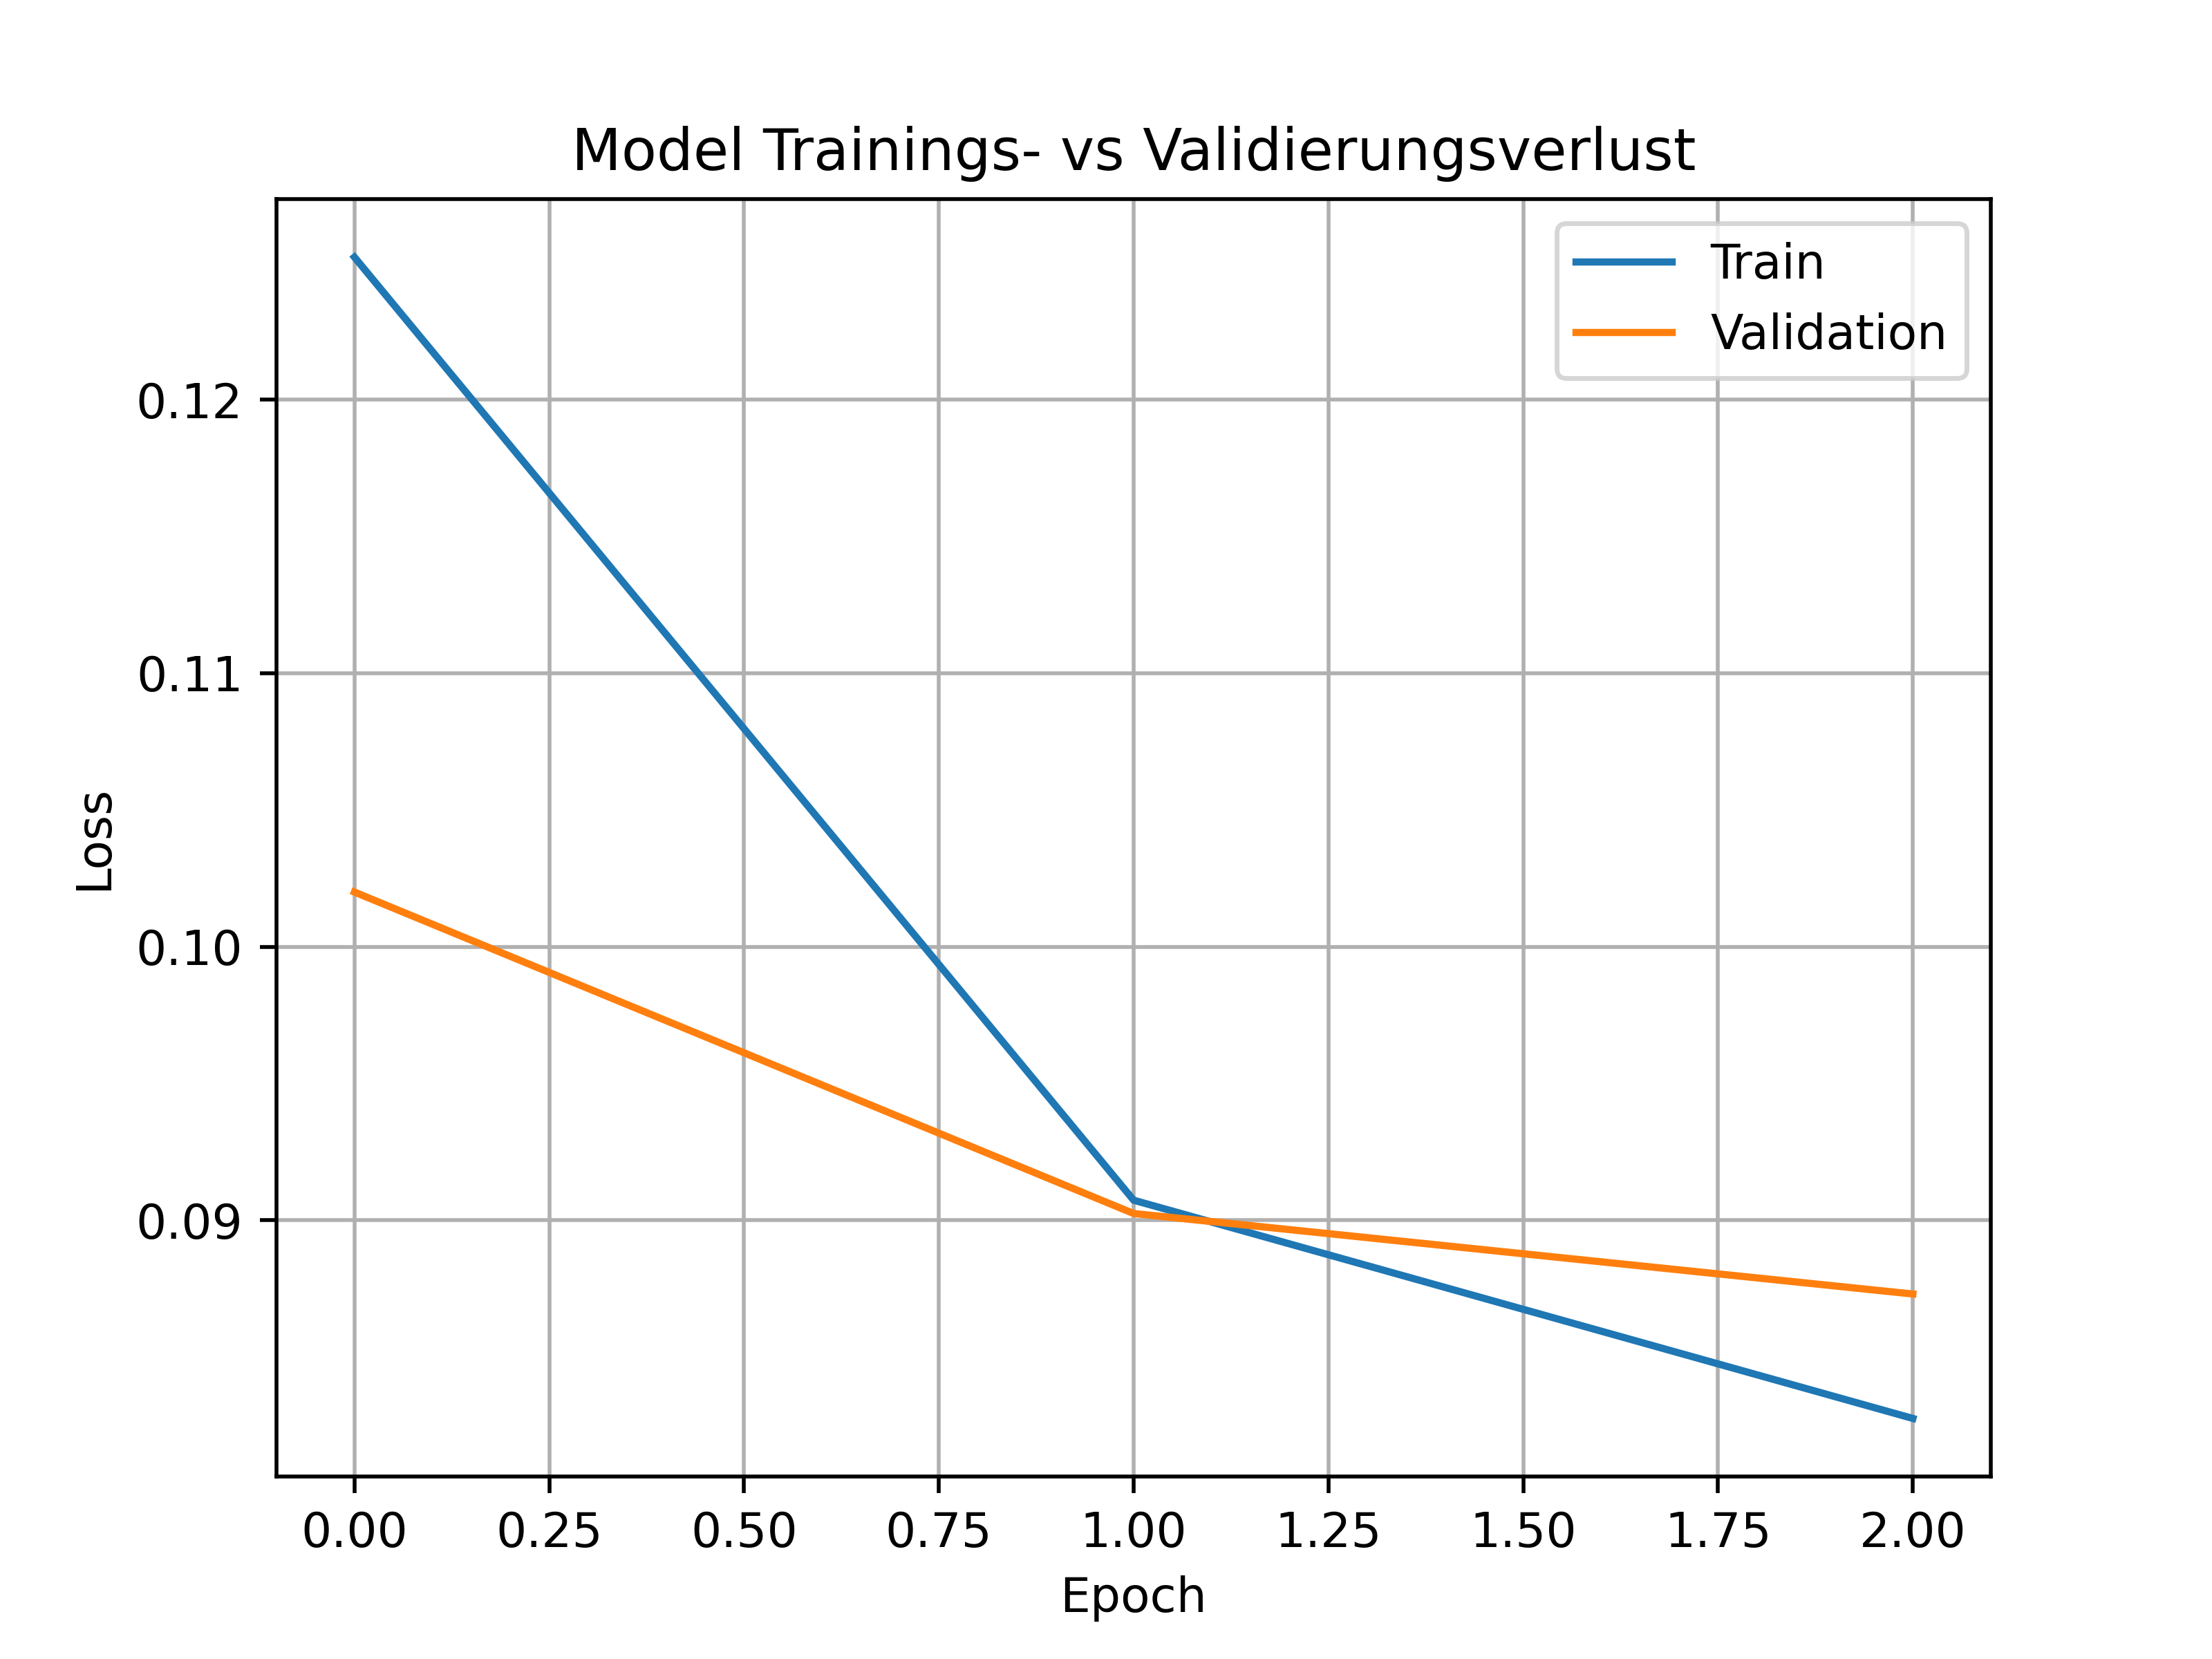 Model Trainings- vs Validierungsverlust
Train
Validation
0.12
0.11
0.10
0.09
Loss
0.00 0.25 0.50 0.75 1.00 1.25 1.50 1.75 2.00
Epoch